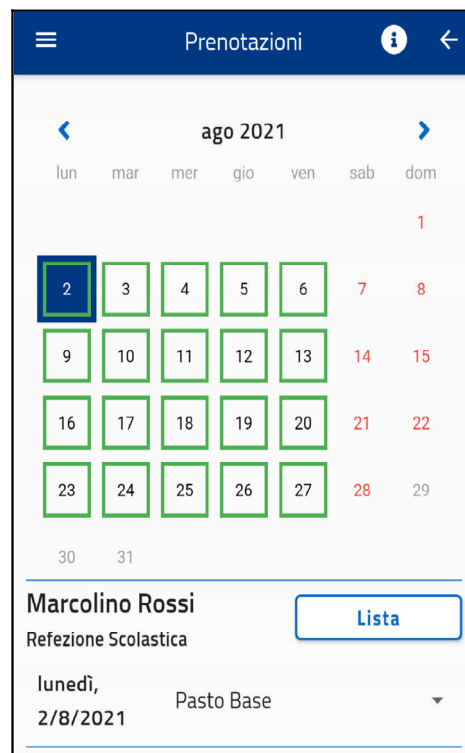 Prenotazioni
ago 2021
lun mar mer gio ven sab dom
1
2 3 4 5 6 7 8
9 10 11 12 13 14 15
16 17 18 19 20 21 22
23 24 25 26 27 28 29
30 31
Marcolino Rossi
Lista
Refezione Scolastica
lunedì,
2/8/2021
Pasto Base